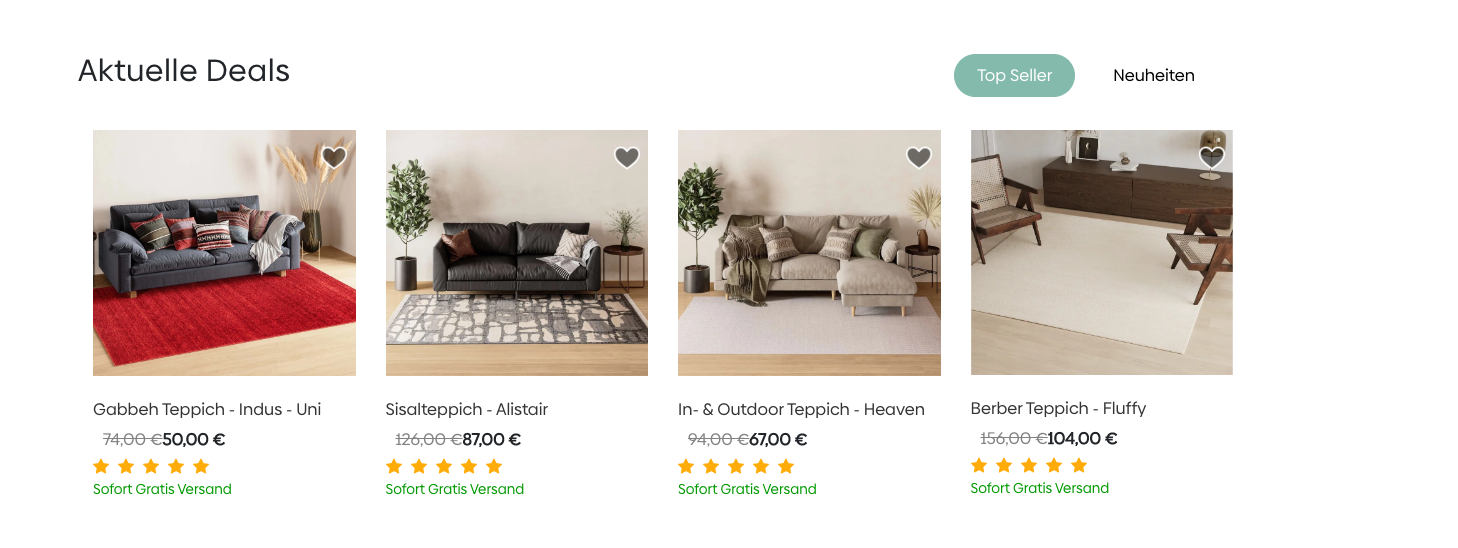 Aktuelle Deals
Top Seller
Neuheiten
Gabbeh Teppich - Indus - Uni
74,00 €50,00 €
Sofort Gratis Versand
Sisalteppich - Alistair
126,00 €87,00 €
Sofort Gratis Versand
In- & Outdoor Teppich - Heaven
94,00 €67,00 €
Sofort Gratis Versand
Berber Teppich - Fluffy
156,00 €104,00 €
Sofort Gratis Versand